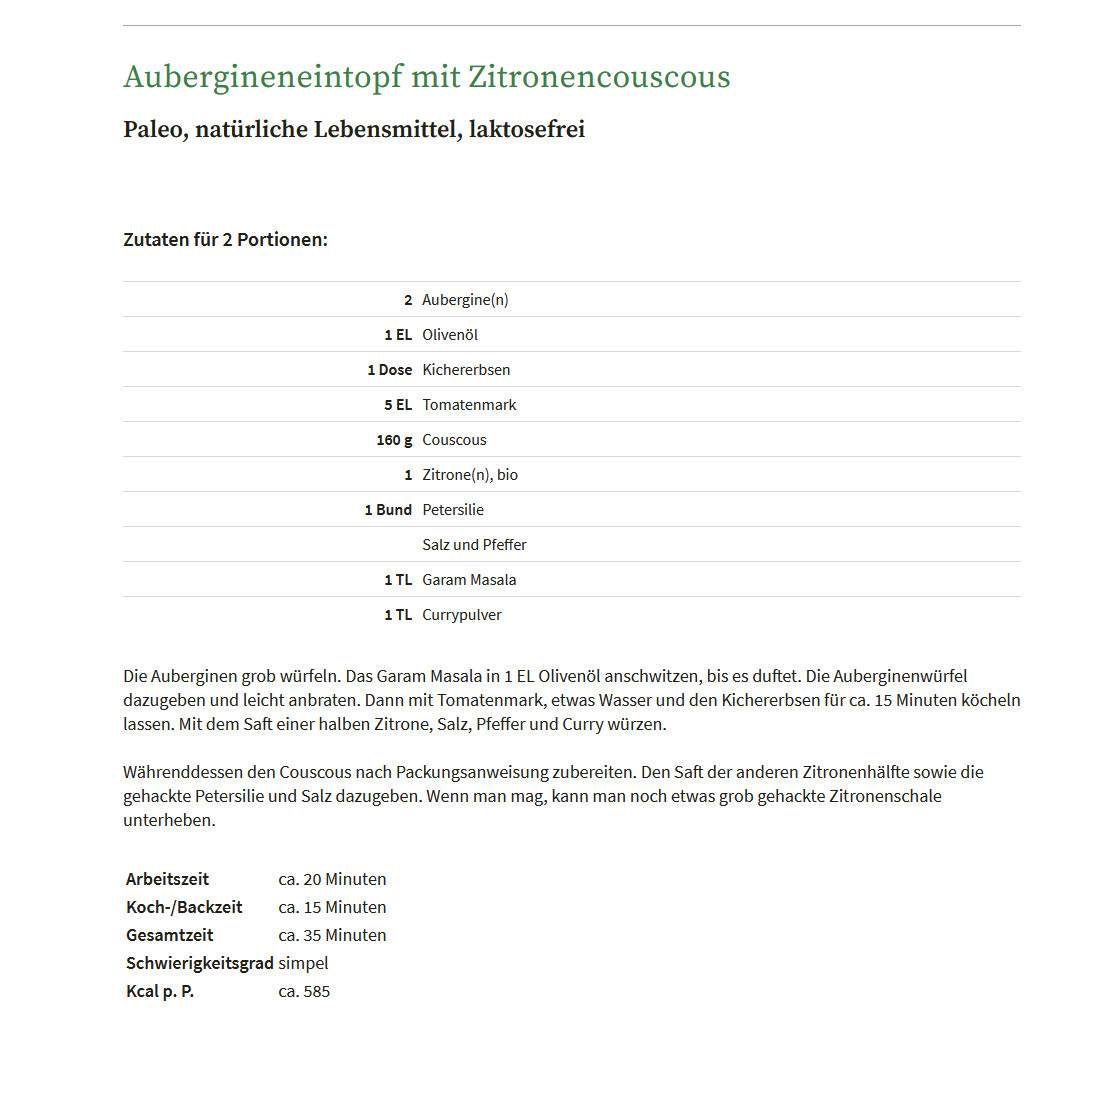 Aubergineneintopf mit Zitronencouscous
Paleo, natürliche Lebensmittel, laktosefrei
Zutaten für 2 Portionen:
2 Aubergine(n)
1 EL Olivenöl
1 Dose Kichererbsen
5 EL Tomatenmark
160 g Couscous
1 Zitrone(n), bio
1 Bund Petersilie
Salz und Pfeffer
1 TL Garam Masala
1 TL Currypulver
Die Auberginen grob würfeln. Das Garam Masala in 1 EL Olivenöl anschwitzen, bis es duftet. Die Auberginenwürfel
dazugeben und leicht anbraten. Dann mit Tomatenmark, etwas Wasser und den Kichererbsen für ca. 15 Minuten köcheln
lassen. Mit dem Saft einer halben Zitrone, Salz, Pfeffer und Curry würzen.
Währenddessen den Couscous nach Packungsanweisung zubereiten. Den Saft der anderen Zitronenhälfte sowie die
gehackte Petersilie und Salz dazugeben. Wenn man mag, kann man noch etwas grob gehackte Zitronenschale
unterheben.
Arbeitszeit ca. 20 Minuten
Koch-/Backzeit ca. 15 Minuten
Gesamtzeit ca. 35 Minuten
Schwierigkeitsgrad simpel
Kcal p. P. ca. 585